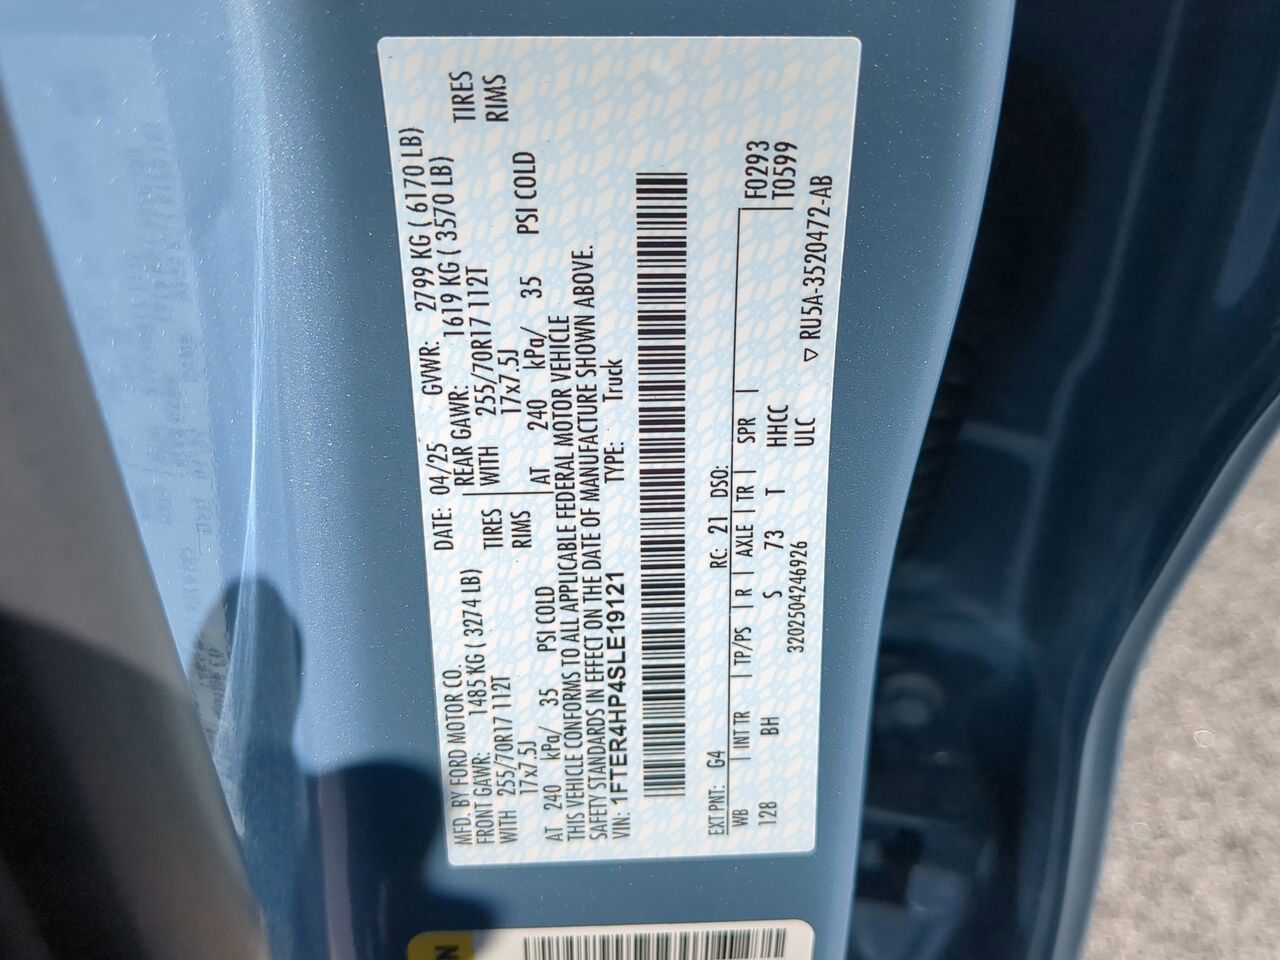 MFD. BY FORD MOTOR CO.
DATE: 04/25 GVWR: 2799 KG ( 6170 LB)
FRONT GAWR: 1485 KG ( 3274 LB)
REAR GAWR: 1619 KG ( 3570 LB)
WITH 255/70R17 112T TIRES
WITH 255/70R17 112T TIRES
17x7.5J RIMS
17x7.5J RIMS
AT 240 kPa/ 35 PSI COLD
AT 240 kPa/ 35 PSI COLD
THIS VEHICLE CONFORMS TO ALL APPLICABLE FEDERAL MOTOR VEHICLE
SAFETY STANDARDS IN EFFECT ON THE DATE OF MANUFACTURE SHOWN ABOVE.
VIN: 1FTER4HP4SLE19121 TYPE: Truck
EXT PNT: G4 RC: 21 DSO:
WB INT TR TP/PS R AXLE TR SPR F0293
128 BH S 73 T HHCC T0599
3202504246926 ULC
▽ RU5A-3520472-AB